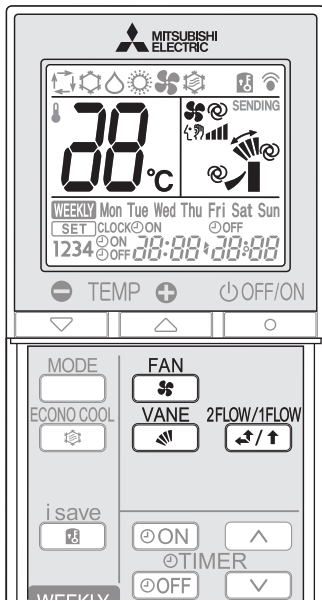 MITSUBISHI
ELECTRIC
SENDING
88 °C
WEEKLY Mon Tue Wed Thu Fri Sat Sun
SET CLOCK ON OFF
1234 ON OFF 88:88 88:88
TEMP OFF/ON
MODE FAN
ECONO COOL VANE 2FLOW/1FLOW
i save
ON
TIMER
OFF
WEEKLY